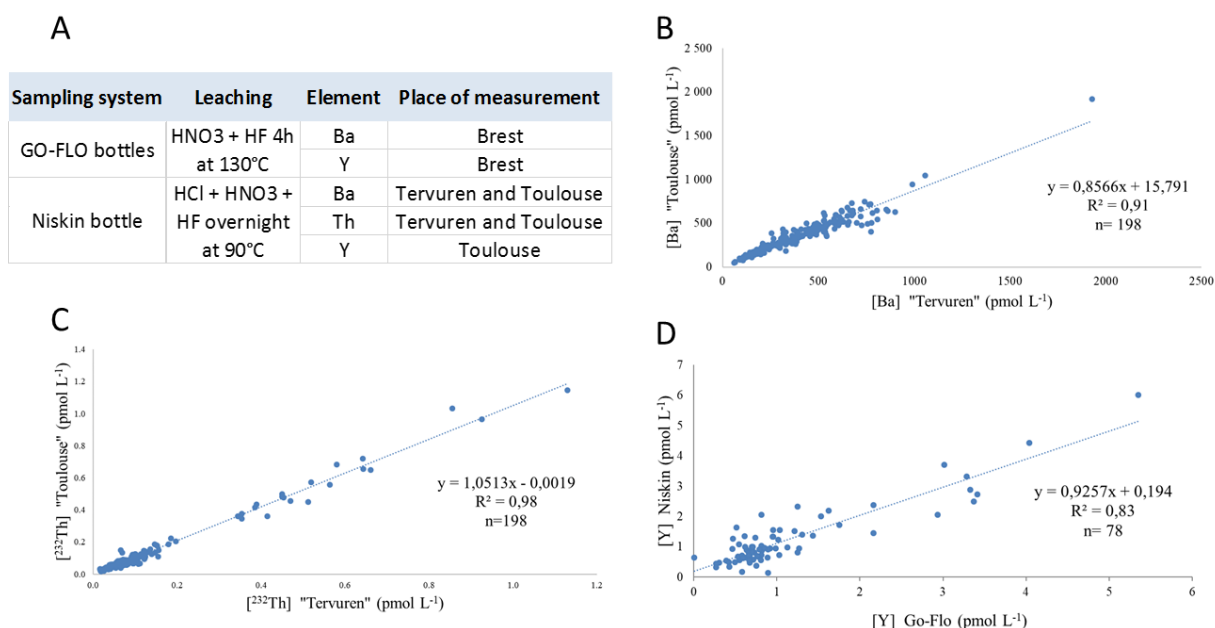 A
Sampling system Leaching Element Place of measurement
GO-FLO bottles HNO3 + HF 4h at 130°C Ba Brest
Y Brest
Niskin bottle HCl + HNO3 + HF overnight at 90°C Ba Tervuren and Toulouse
Th Tervuren and Toulouse
Y Toulouse
B
[Ba] "Toulouse" (pmol L⁻¹)
2 500
2 000
1 500
1 000
500
0
y = 0,8566x + 15,791
R² = 0,91
n= 198
0 500 1000 1500 2000 2500
[Ba] "Tervuren" (pmol L⁻¹)
C
[²³²Th] "Toulouse" (pmol L⁻¹)
1.4
1.2
1.0
0.8
0.6
0.4
0.2
0.0
y = 1,0513x - 0,0019
R² = 0,98
n=198
0.0 0.2 0.4 0.6 0.8 1.0 1.2
[²³²Th] "Tervuren" (pmol L⁻¹)
D
[Y] Niskin (pmol L⁻¹)
7
6
5
4
3
2
1
0
y = 0,9257x + 0,194
R² = 0,83
n= 78
0 1 2 3 4 5 6
[Y] Go-Flo (pmol L⁻¹)